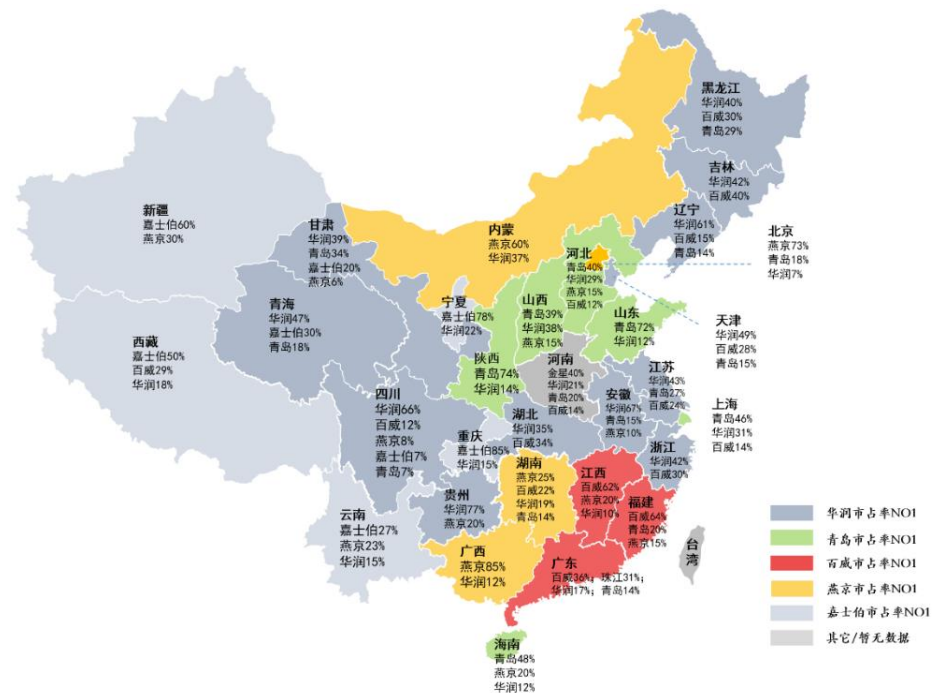 黑龙江
华润40%
百威30%
青岛29%
吉林
华润42%
百威40%
辽宁
华润61%
百威15%
青岛14%
北京
燕京73%
青岛18%
华润7%
新疆
嘉士伯60%
燕京30%
甘肃
华润39%
青岛34%
嘉士伯20%
燕京6%
内蒙
燕京60%
华润37%
河北
青岛40%
华润29%
燕京15%
百威12%
天津
华润49%
百威28%
青岛15%
青海
华润47%
嘉士伯30%
青岛18%
宁夏
嘉士伯78%
华润22%
山西
青岛39%
华润38%
燕京15%
山东
青岛72%
华润12%
西藏
嘉士伯50%
百威29%
华润18%
陕西
青岛74%
华润14%
河南
金星40%
华润21%
青岛20%
百威14%
江苏
华润43%
青岛27%
百威24%
安徽
华润67%
青岛15%
燕京10%
上海
青岛46%
华润31%
百威14%
四川
华润66%
百威12%
燕京8%
嘉士伯7%
青岛7%
重庆
嘉士伯85%
华润15%
湖北
华润35%
百威34%
浙江
华润42%
百威30%
湖南
燕京25%
百威22%
华润19%
青岛14%
江西
百威62%
燕京20%
华润10%
福建
百威64%
青岛20%
燕京15%
贵州
华润77%
燕京20%
云南
嘉士伯27%
燕京23%
华润15%
广西
燕京85%
华润12%
广东
百威36%；珠江31%；
华润17%；青岛14%
台
湾
海南
青岛48%
燕京20%
华润12%
华润市占率NO1
青岛市占率NO1
百威市占率NO1
燕京市占率NO1
嘉士伯市占率NO1
其它/暂无数据